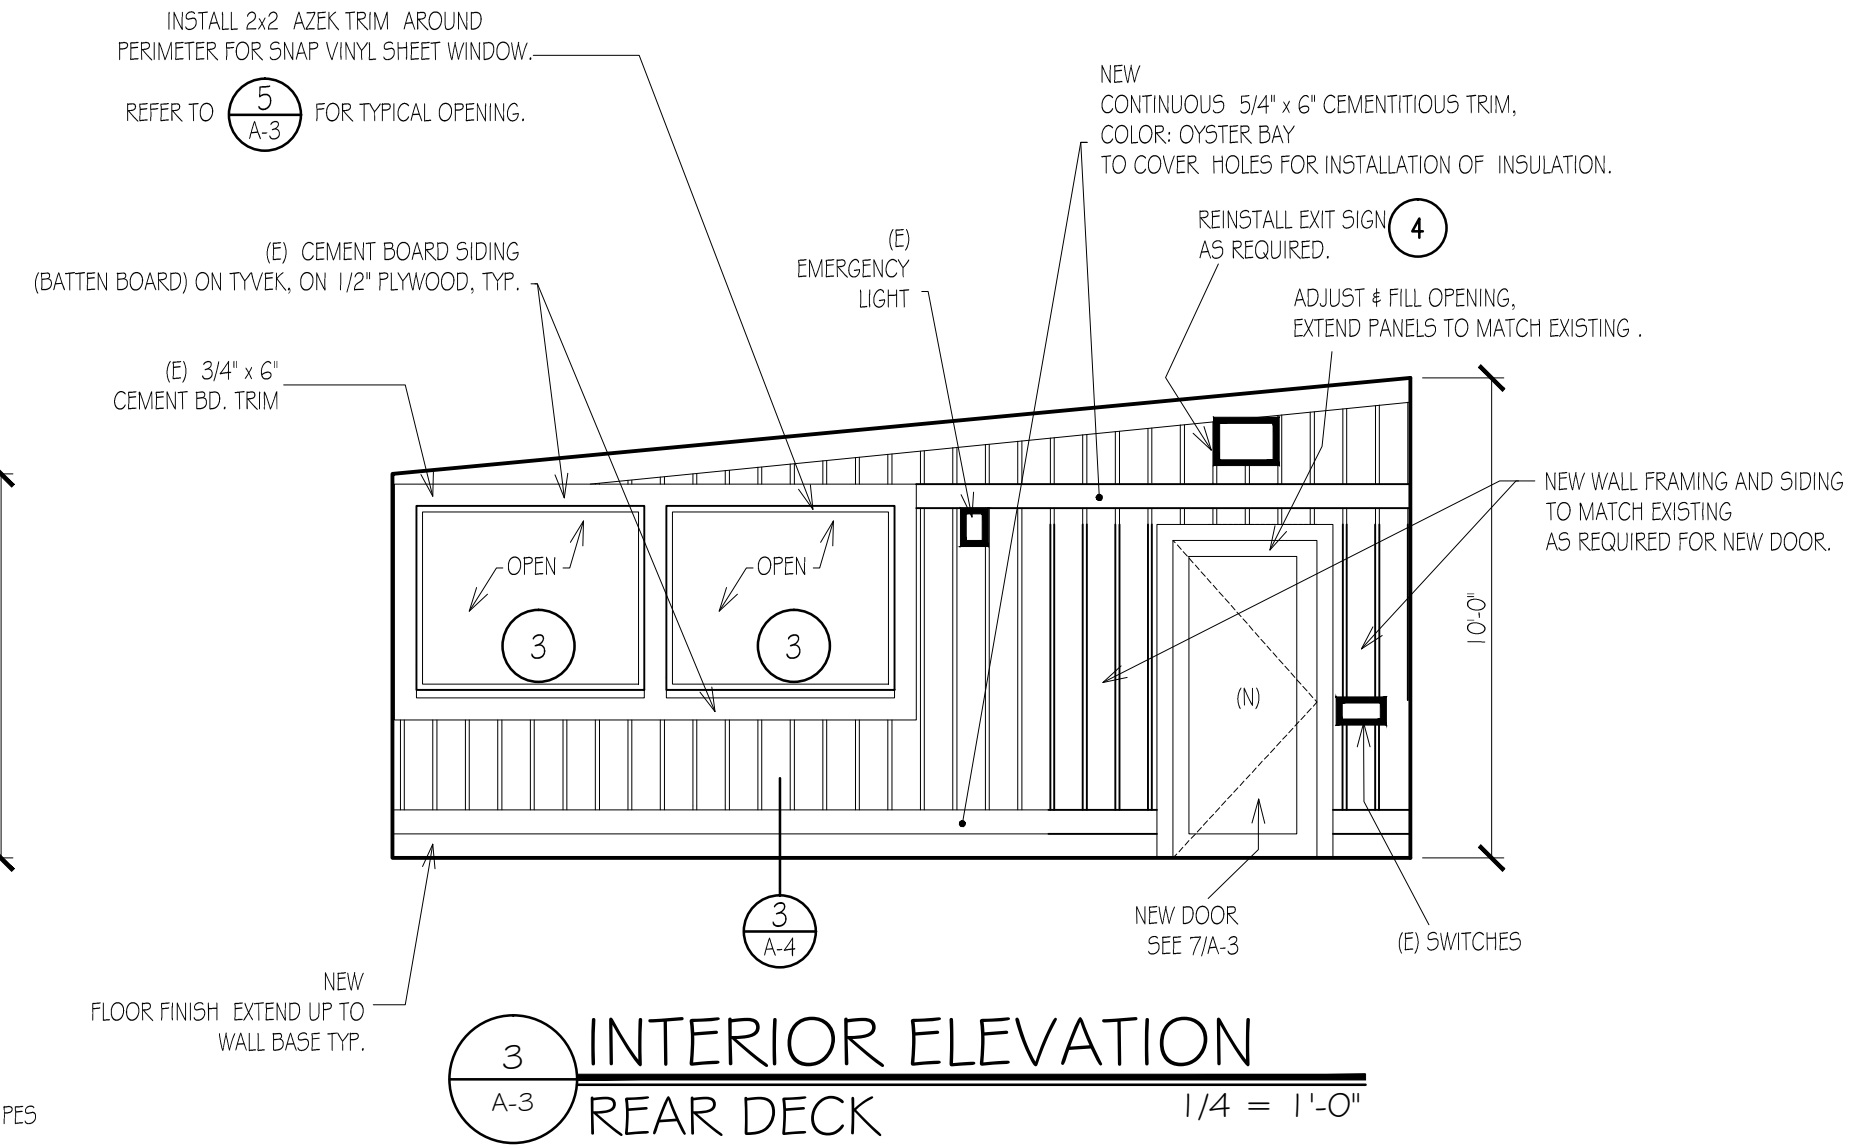 INSTALL 2x2 AZEK TRIM AROUND
PERIMETER FOR SNAP VINYL SHEET WINDOW.
REFER TO 5 A-3 FOR TYPICAL OPENING.
NEW
CONTINUOUS 5/4" x 6" CEMENTITIOUS TRIM,
COLOR: OYSTER BAY
TO COVER HOLES FOR INSTALLATION OF INSULATION.
REINSTALL EXIT SIGN 4
AS REQUIRED.
(E) CEMENT BOARD SIDING
(BATTEN BOARD) ON TYVEK, ON 1/2" PLYWOOD, TYP.
(E)
EMERGENCY
LIGHT
ADJUST & FILL OPENING,
EXTEND PANELS TO MATCH EXISTING .
(E) 3/4" x 6"
CEMENT BD. TRIM
NEW WALL FRAMING AND SIDING
TO MATCH EXISTING
AS REQUIRED FOR NEW DOOR.
OPEN
OPEN
3
3
(N)
10'-0"
3
A-4
NEW DOOR
SEE 7/A-3
(E) SWITCHES
NEW
FLOOR FINISH EXTEND UP TO
WALL BASE TYP.
3
A-3
INTERIOR ELEVATION
REAR DECK
1/4 = 1'-0"
PES